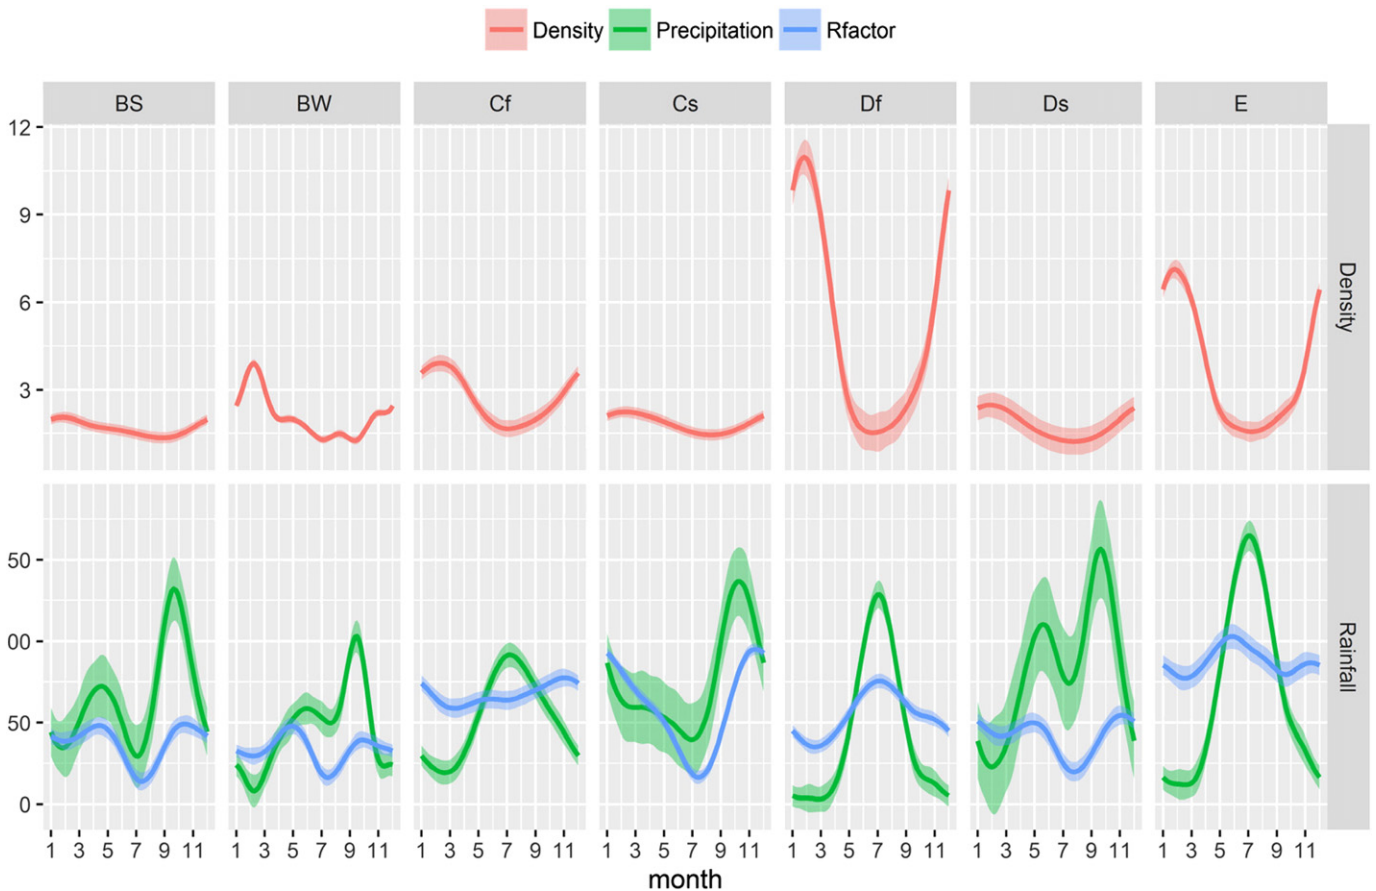 Density Precipitation Rfactor
BS BW Cf Cs Df Ds E
12
9
6
3
Density
50
00
50
0
Rainfall
1 3 5 7 9 11 1 3 5 7 9 11 1 3 5 7 9 11 1 3 5 7 9 11 1 3 5 7 9 11 1 3 5 7 9 11 1 3 5 7 9 11
month